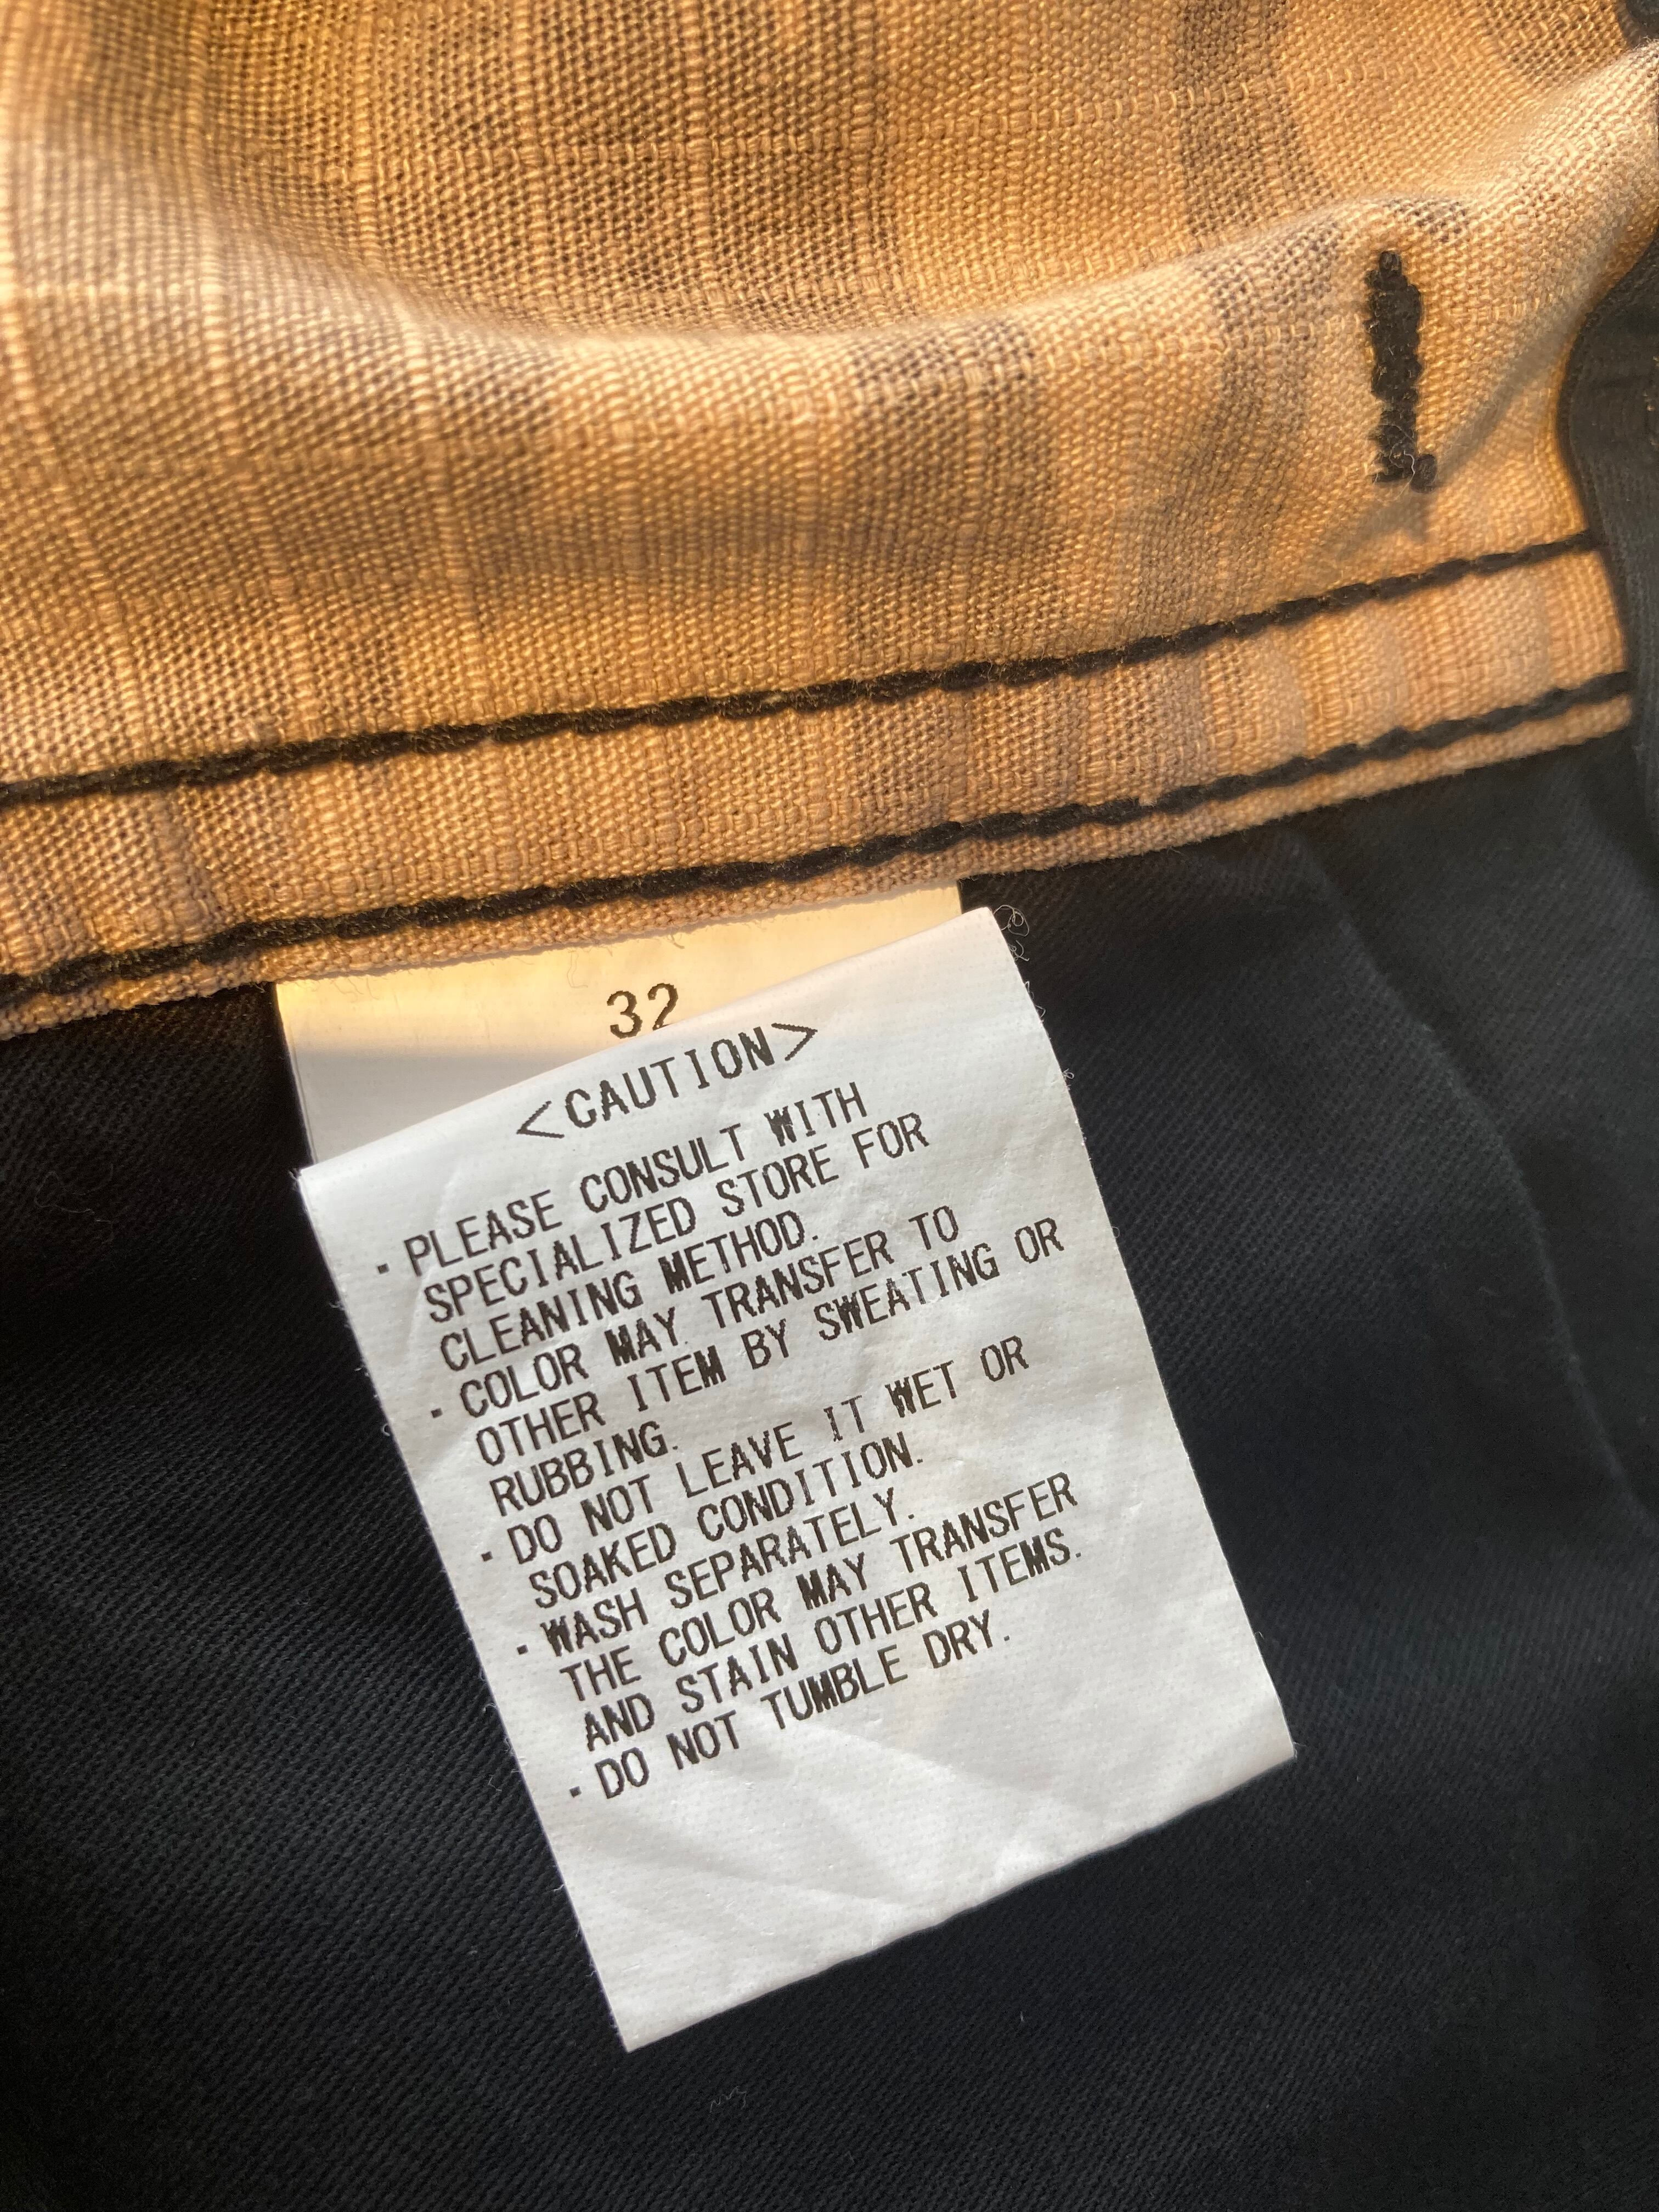 32
<CAUTION>
・PLEASE CONSULT WITH
SPECIALIZED STORE FOR
CLEANING METHOD.
・COLOR MAY TRANSFER TO
OTHER ITEM BY SWEATING OR
RUBBING.
・DO NOT LEAVE IT WET OR
SOAKED CONDITION.
・WASH SEPARATELY.
THE COLOR MAY TRANSFER
AND STAIN OTHER ITEMS.
・DO NOT TUMBLE DRY.